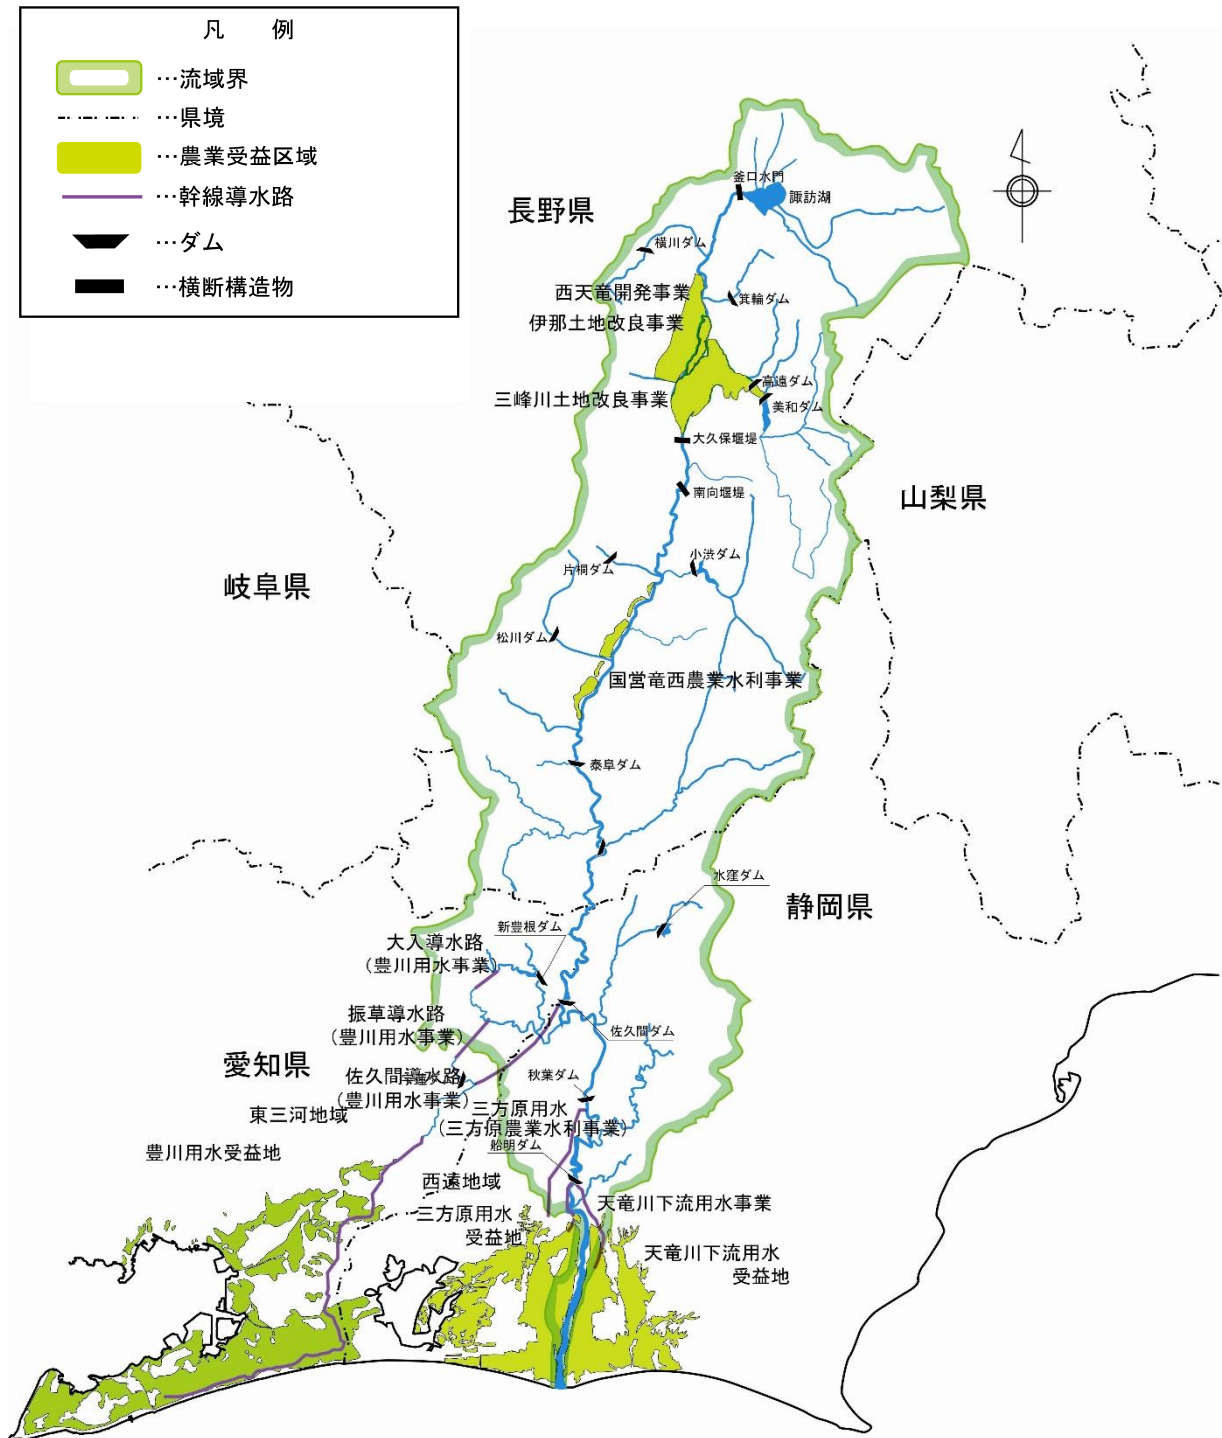 凡 例
…流域界
…県境
…農業受益区域
…幹線導水路
…ダム
…横断構造物
釜口水門
諏訪湖
長野県
横川ダム
西天竜開発事業
箕輪ダム
伊那土地改良事業
高遠ダム
三峰川土地改良事業
美和ダム
大久保堰堤
南向堰堤
山梨県
小渋ダム
片桐ダム
岐阜県
松川ダム
国営竜西農業水利事業
泰阜ダム
水窪ダム
静岡県
新豊根ダム
大入導水路
(豊川用水事業)
振草導水路
(豊川用水事業)
佐久間ダム
愛知県
佐久間導水路
(豊川用水事業)
秋葉ダム
東三河地域
三方原用水
(三方原農業水利事業)
船明ダム
豊川用水受益地
西遠地域
天竜川下流用水事業
三方原用水
受益地
天竜川下流用水
受益地